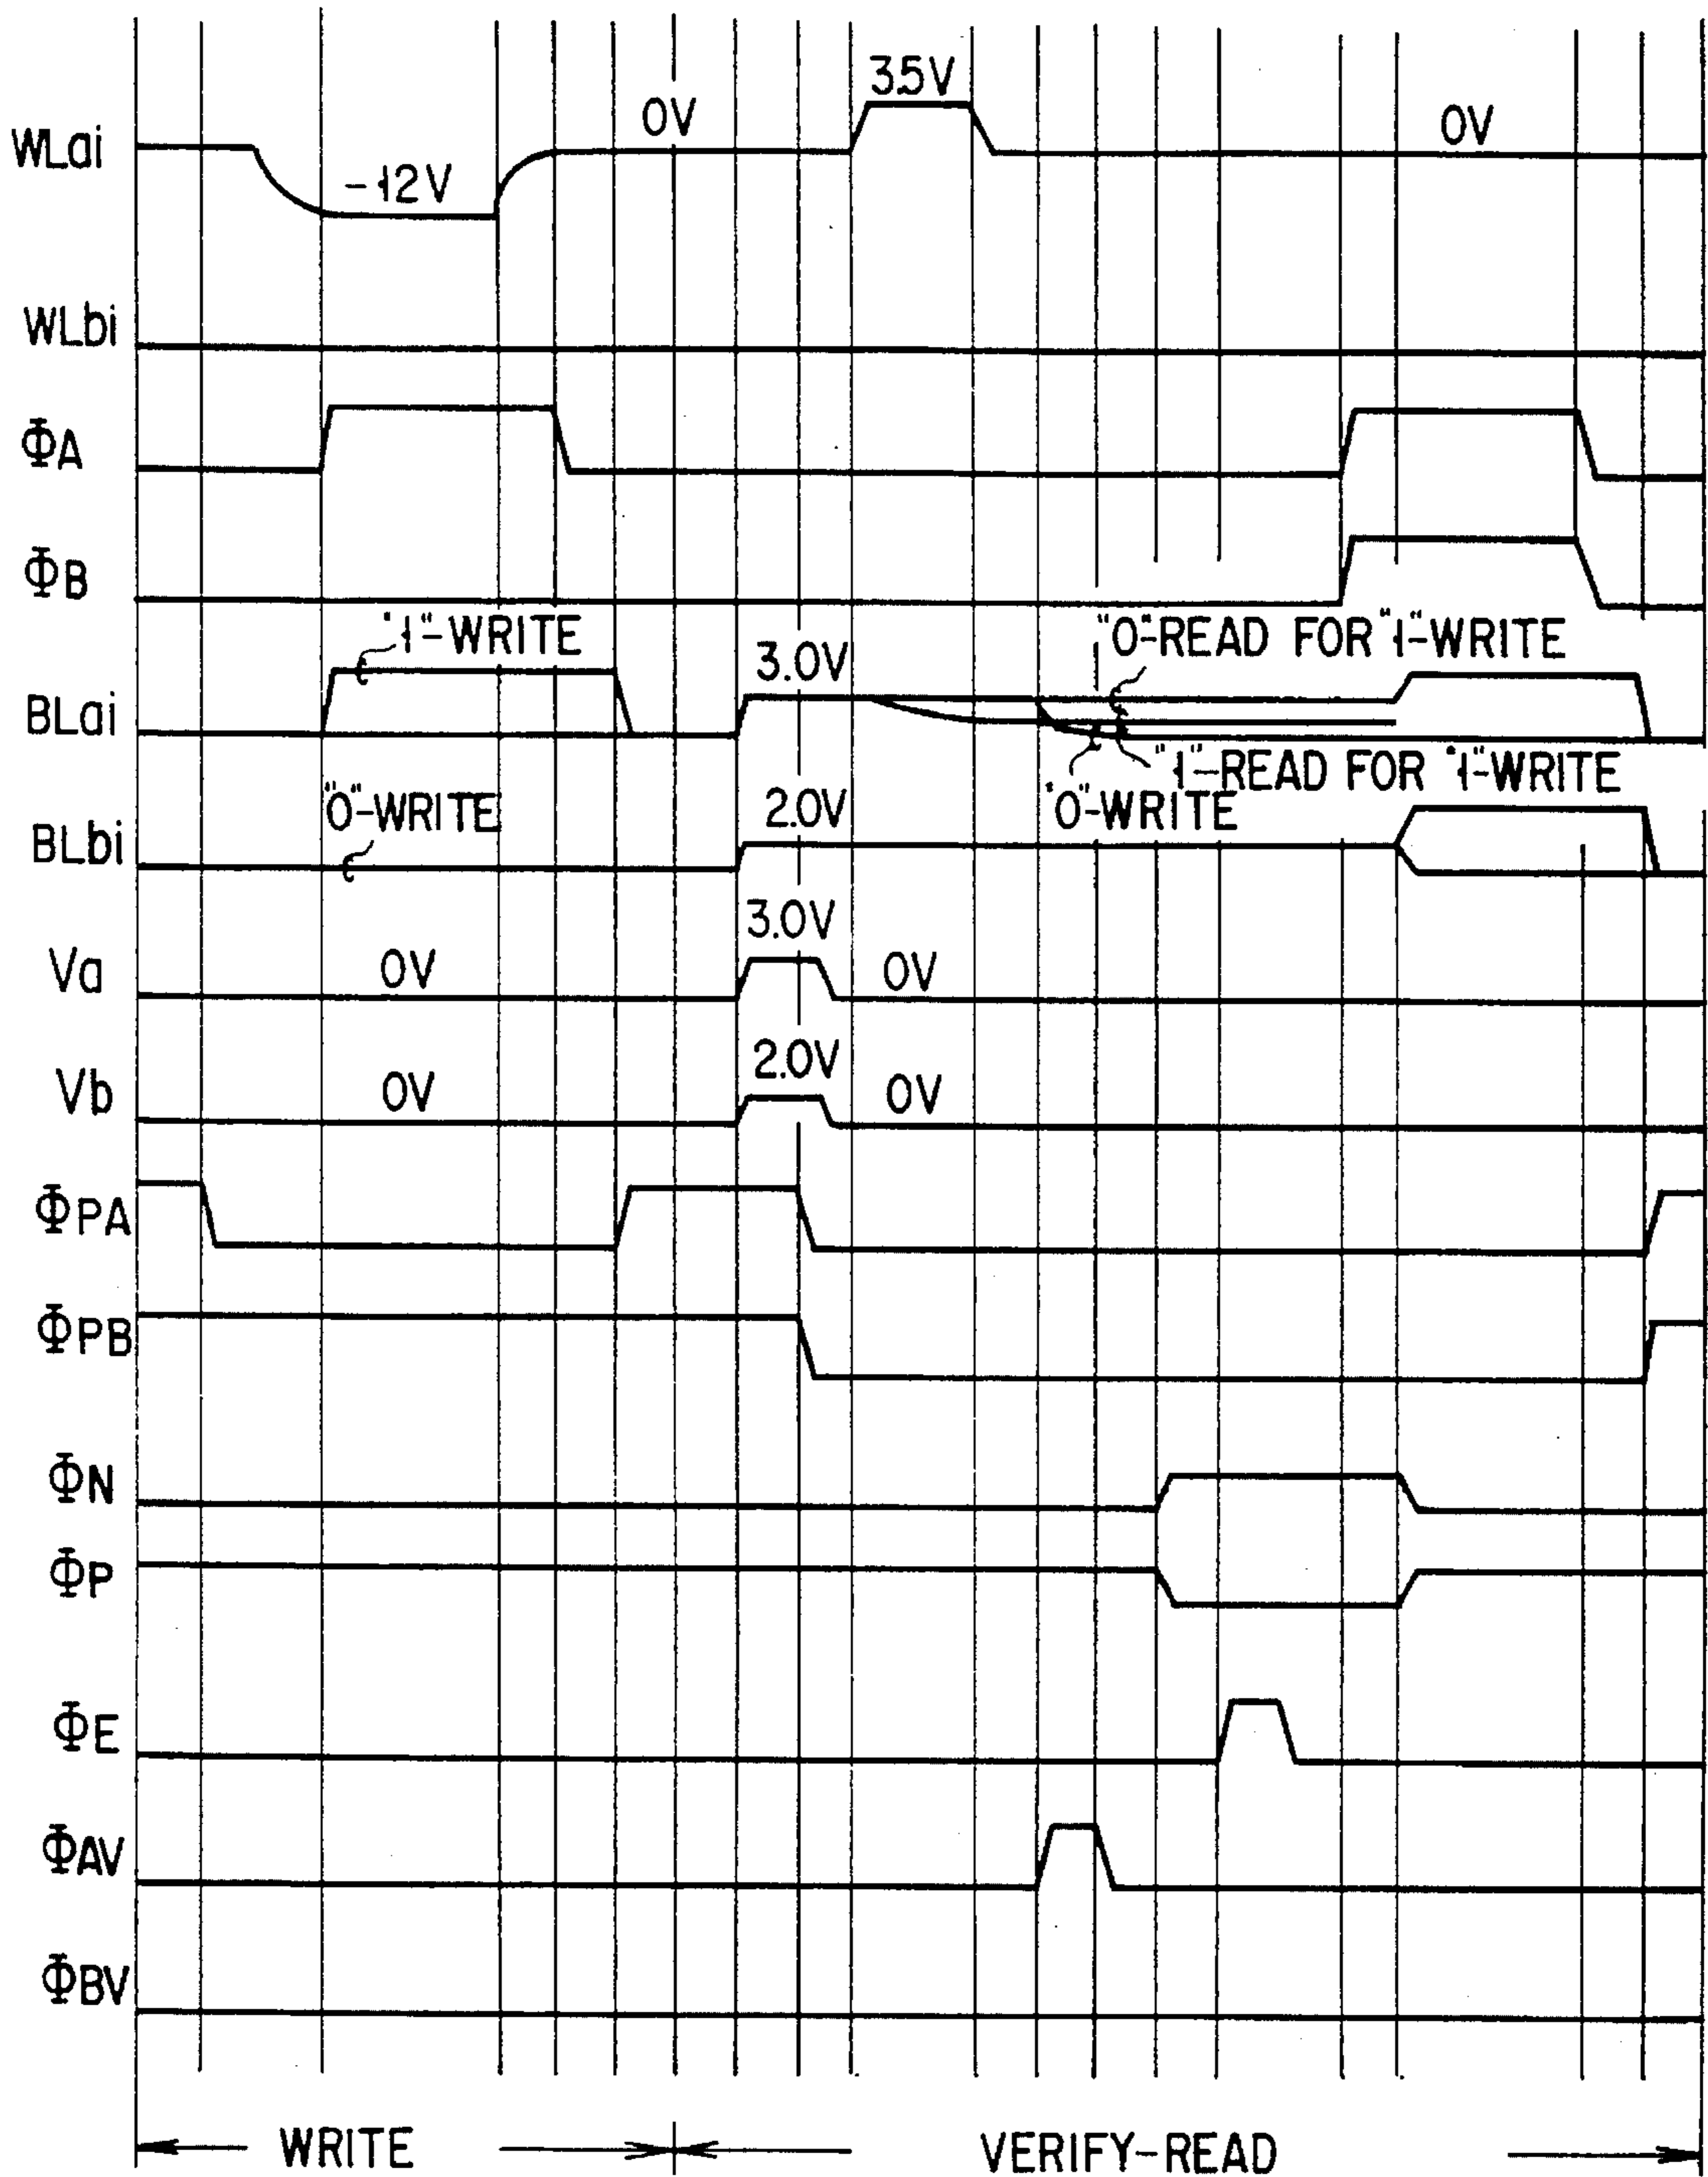 3.5V
WLai
0V
0V
-12V
WLbi
ΦA
ΦB
"1"-WRITE
"0"-READ FOR "1"-WRITE
3.0V
BLai
"1"-READ FOR "1"-WRITE
"0"-WRITE
"0"-WRITE
2.0V
BLbi
3.0V
Va
0V
0V
2.0V
Vb
0V
0V
ΦPA
ΦPB
ΦN
ΦP
ΦE
ΦAV
ΦBV
WRITE
VERIFY-READ